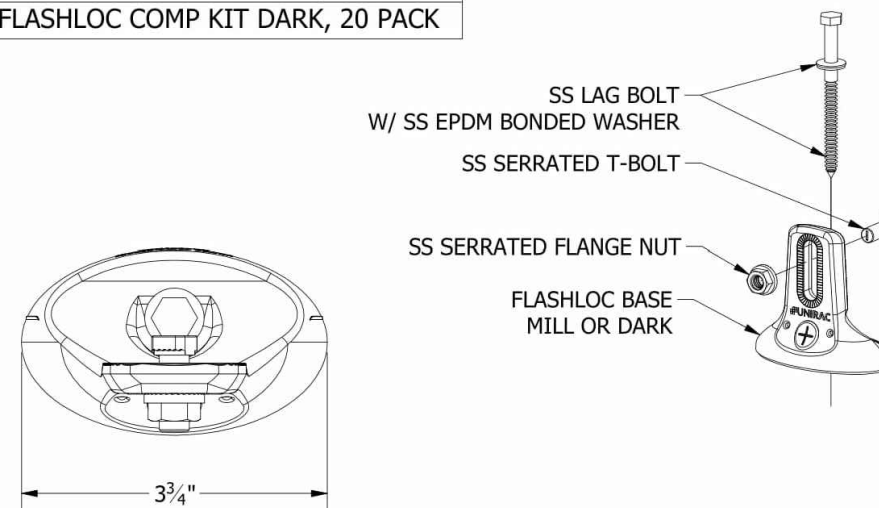 FLASHLOC COMP KIT DARK, 20 PACK
SS LAG BOLT
W/ SS EPDM BONDED WASHER
SS SERRATED T-BOLT
SS SERRATED FLANGE NUT
FLASHLOC BASE
MILL OR DARK
UNIRAC
3¾"